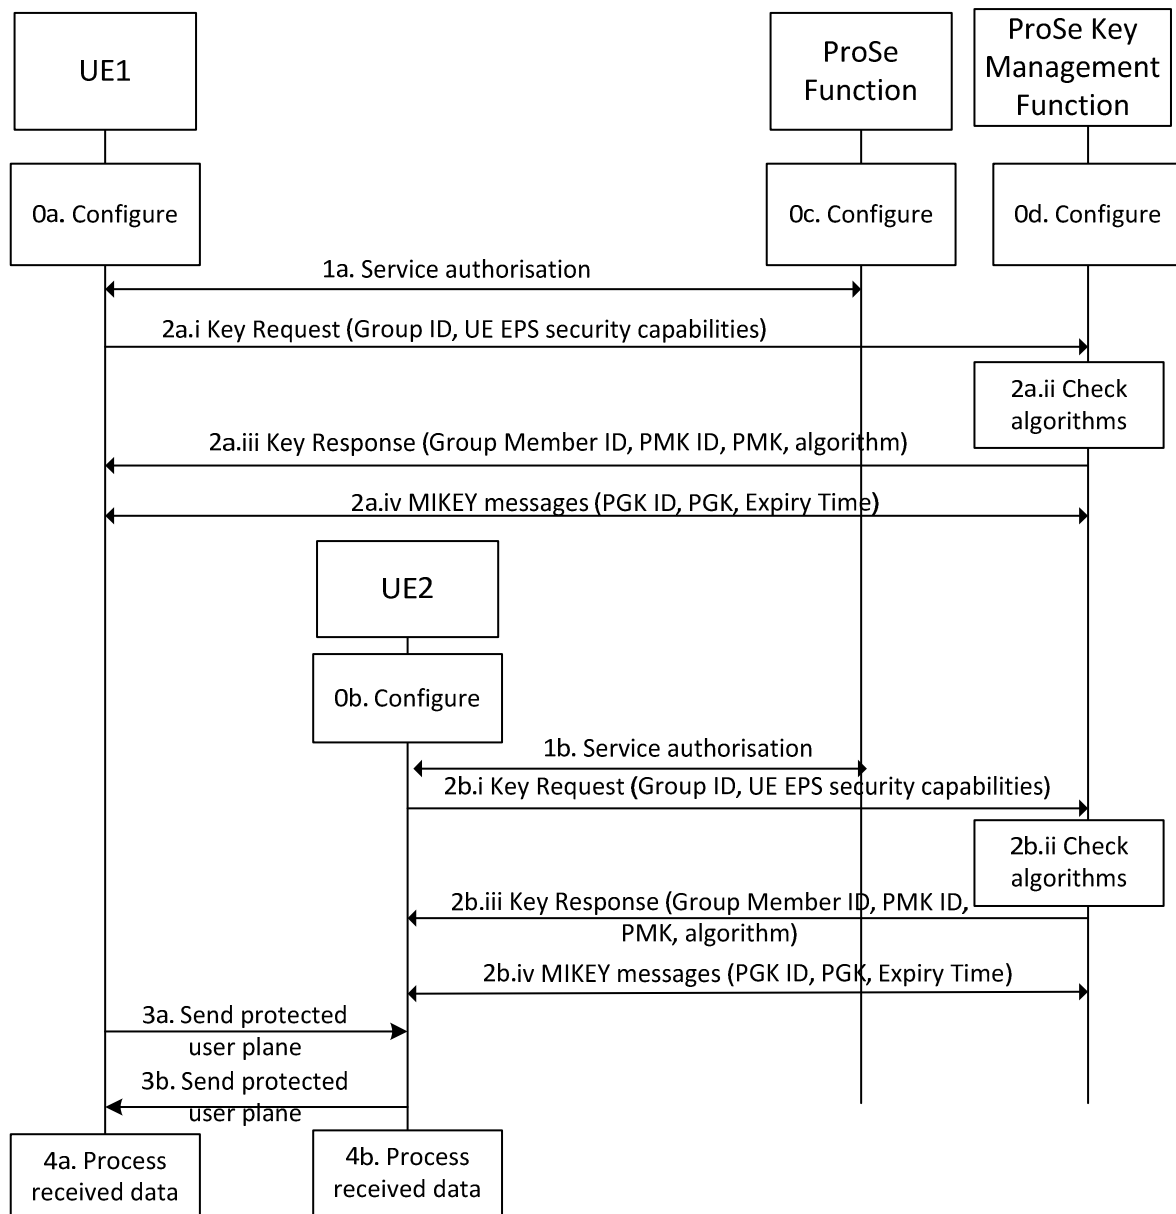 UE1
ProSe
Function
ProSe Key
Management
Function
0a. Configure
0c. Configure
0d. Configure
1a. Service authorisation
2a.i Key Request (Group ID, UE EPS security capabilities)
2a.ii Check
algorithms
2a.iii Key Response (Group Member ID, PMK ID, PMK, algorithm)
2a.iv MIKEY messages (PGK ID, PGK, Expiry Time)
UE2
0b. Configure
1b. Service authorisation
2b.i Key Request (Group ID, UE EPS security capabilities)
2b.ii Check
algorithms
2b.iii Key Response (Group Member ID, PMK ID,
PMK, algorithm)
2b.iv MIKEY messages (PGK ID, PGK, Expiry Time)
3a. Send protected
user plane
3b. Send protected
user plane
4a. Process
received data
4b. Process
received data